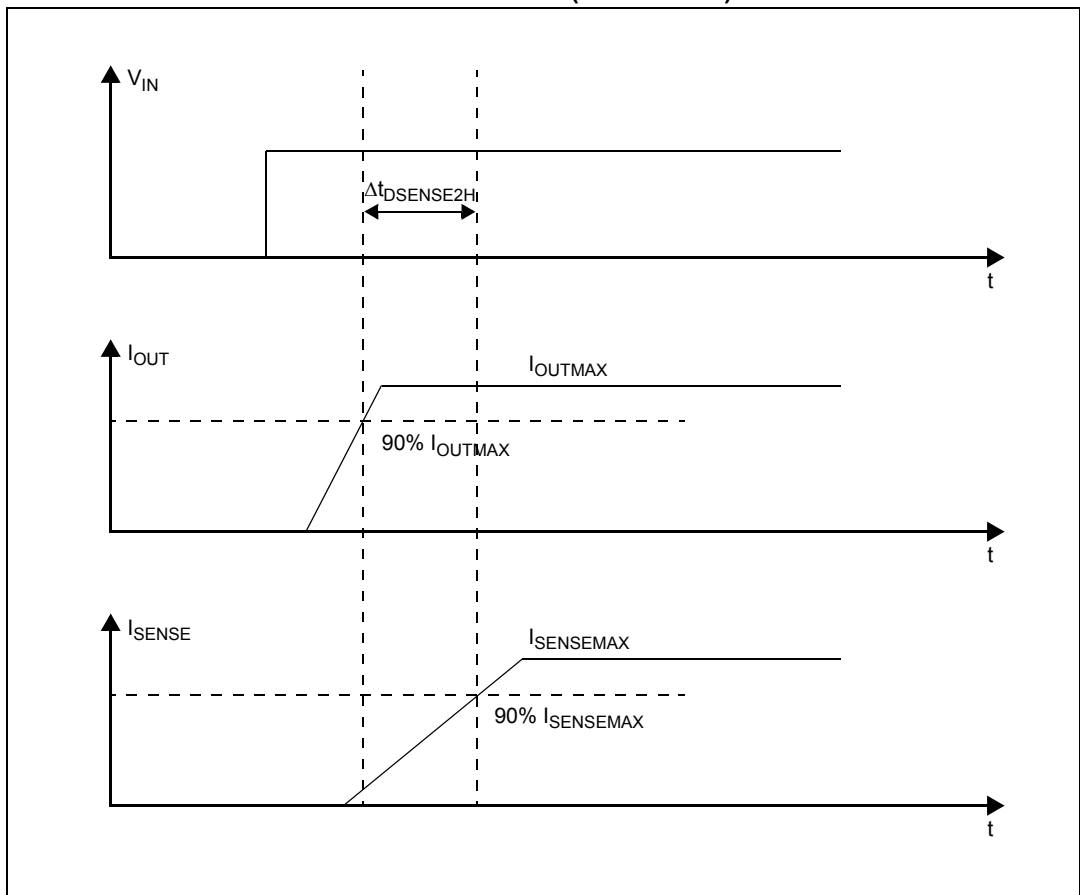 V_IN
Δt_DSENSE2H
t
I_OUT
I_OUTMAX
90% I_OUTMAX
t
I_SENSE
I_SENSEMAX
90% I_SENSEMAX
t